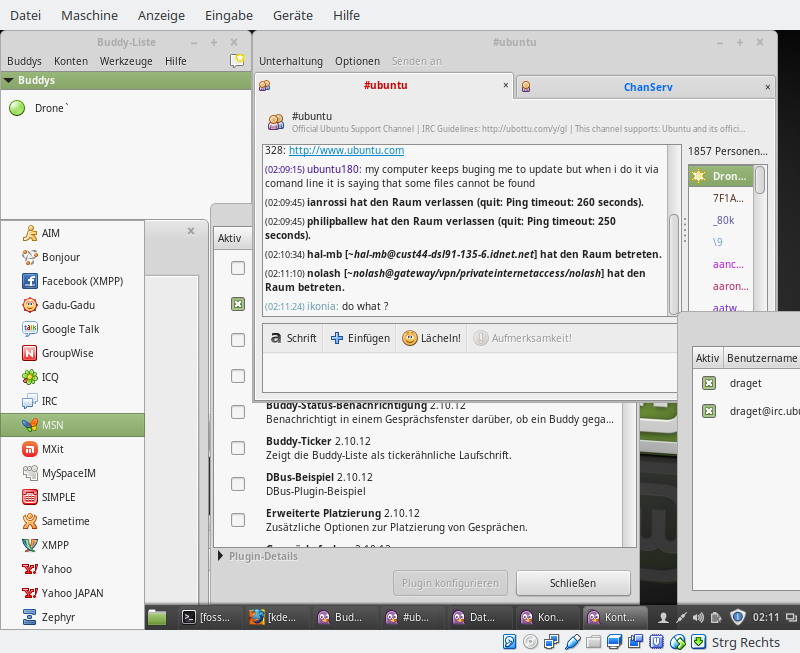 Datei Maschine Anzeige Eingabe Geräte Hilfe
Buddy-Liste
Buddys Konten Werkzeuge Hilfe
Buddys
Drone`
#ubuntu
Unterhaltung Optionen Senden an
#ubuntu
ChanServ
#ubuntu
Official Ubuntu Support Channel | IRC Guidelines: http://ubottu.com/y/gl | This channel supports: Ubuntu and its offici...
328: http://www.ubuntu.com
(02:09:15) ubuntu180: my computer keeps buging me to update but when i do it via
comand line it is saying that some files cannot be found
(02:09:45) ianrossi hat den Raum verlassen (quit: Ping timeout: 260 seconds).
(02:09:45) philipballew hat den Raum verlassen (quit: Ping timeout: 250
seconds).
(02:10:34) hal-mb [~hal-mb@cust44-dsl91-135-6.idnet.net] hat den Raum betreten.
(02:11:10) nolash [~nolash@gateway/vpn/privateinternetaccess/nolash] hat den
Raum betreten.
(02:11:24) ikonia: do what ?
1857 Personen...
Dron...
7F1A...
_80k
\9
aanc...
aaron...
aatw...
Schrift Einfügen Lächeln! Aufmerksamkeit!
AIM
Bonjour
Facebook (XMPP)
Gadu-Gadu
Google Talk
GroupWise
ICQ
IRC
MSN
MXit
MySpaceIM
SIMPLE
Sametime
XMPP
Yahoo
Yahoo JAPAN
Zephyr
Aktiv
Buddy-Status-Benachrichtigung 2.10.12
Benachrichtigt in einem Gesprächsfenster darüber, ob ein Buddy gega...
Buddy-Ticker 2.10.12
Zeigt die Buddy-Liste als tickerähnliche Laufschrift.
DBus-Beispiel 2.10.12
DBus-Plugin-Beispiel
Erweiterte Platzierung 2.10.12
Zusätzliche Optionen zur Platzierung von Gesprächen.
Plugin-Details
Plugin konfigurieren Schließen
Aktiv Benutzername
draget
draget@irc.ubu
[foss... [kde... Bud... #ub... Dat... Kon... Kont... 02:11
Strg Rechts